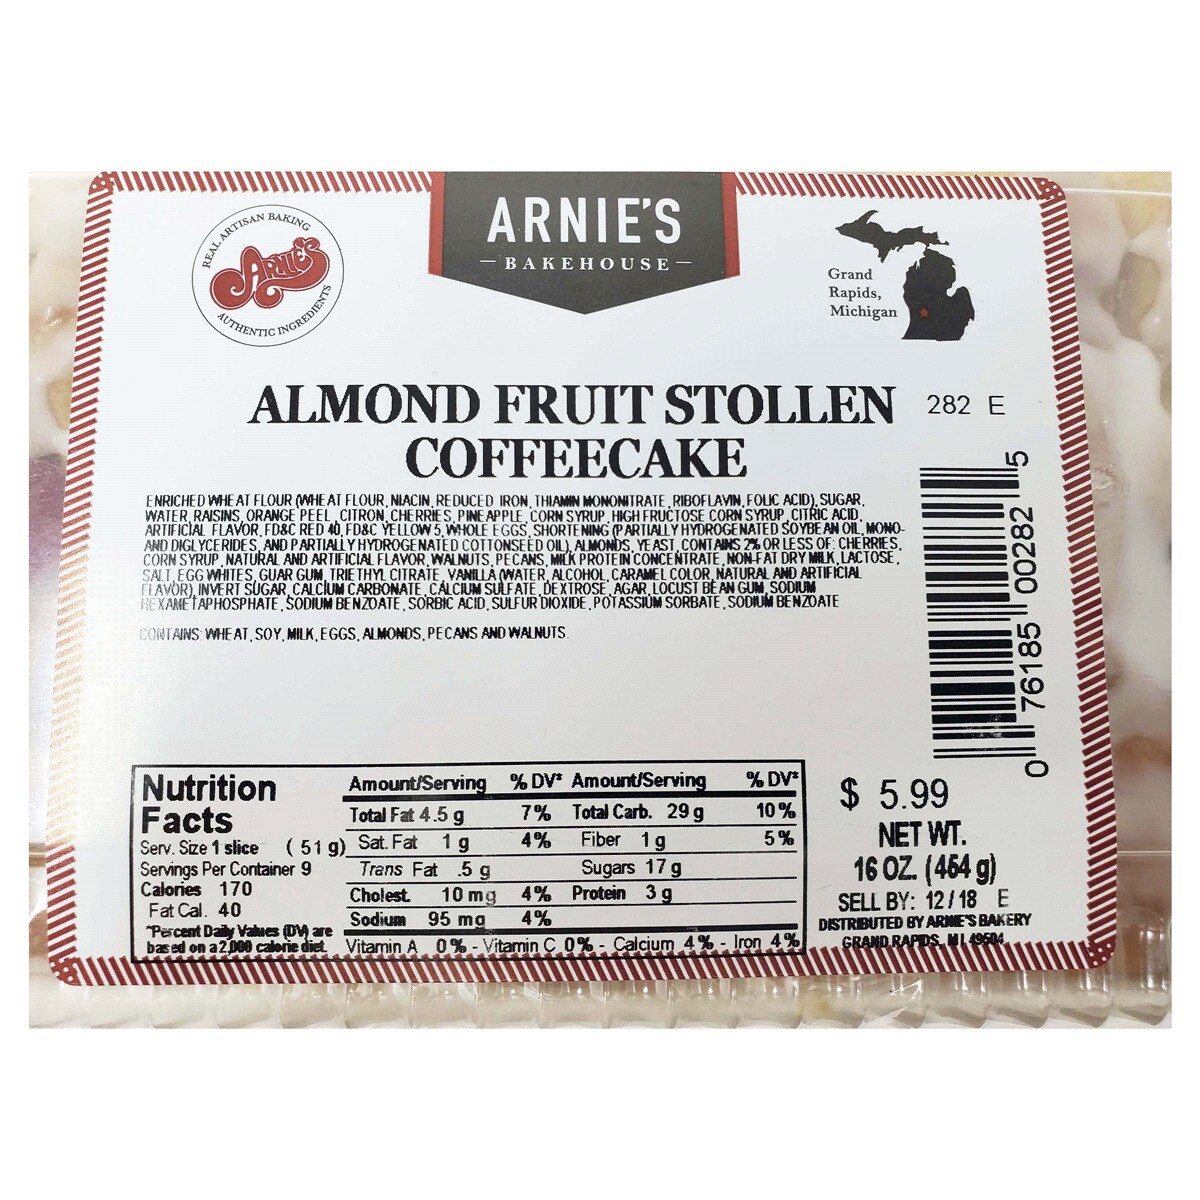 REAL ARTISAN BAKING
ARNIE'S
AUTHENTIC INGREDIENTS
ARNIE'S
BAKEHOUSE
Grand
Rapids,
Michigan
ALMOND FRUIT STOLLEN
COFFEECAKE
282 E
ENRICHED WHEAT FLOUR (WHEAT FLOUR, NIACIN, REDUCED IRON, THIAMIN MONONITRATE, RIBOFLAVIN, FOLIC ACID), SUGAR,
WATER, RAISINS, ORANGE PEEL, CITRON, CHERRIES, PINEAPPLE, CORN SYRUP, HIGH FRUCTOSE CORN SYRUP, CITRIC ACID,
ARTIFICIAL FLAVOR, FD&C RED 40, FD&C YELLOW 5, WHOLE EGGS, SHORTENING (PARTIALLY HYDROGENATED SOYBEAN OIL, MONO-
AND DIGLYCERIDES, AND PARTIALLY HYDROGENATED COTTONSEED OIL), ALMONDS, YEAST, CONTAINS 2% OR LESS OF: CHERRIES,
CORN SYRUP, NATURAL AND ARTIFICIAL FLAVOR, WALNUTS, PECANS, MILK PROTEIN CONCENTRATE, NON-FAT DRY MILK, LACTOSE,
SALT, EGG WHITES, GUAR GUM, TRIETHYL CITRATE, VANILLA (WATER, ALCOHOL, CARAMEL COLOR, NATURAL AND ARTIFICIAL
FLAVOR), INVERT SUGAR, CALCIUM CARBONATE, CALCIUM SULFATE, DEXTROSE, AGAR, LOCUST BEAN GUM, SODIUM
HEXAMETAPHOSPHATE, SODIUM BENZOATE, SORBIC ACID, SULFUR DIOXIDE, POTASSIUM SORBATE, SODIUM BENZOATE
CONTAINS: WHEAT, SOY, MILK, EGGS, ALMONDS, PECANS AND WALNUTS.
0 76185 00282 5
Nutrition
Facts
Serv. Size 1 slice (51 g)
Servings Per Container 9
Calories 170
Fat Cal. 40
*Percent Daily Values (DV) are
based on a 2,000 calorie diet.
Amount/Serving % DV* Amount/Serving % DV*
Total Fat 4.5 g 7% Total Carb. 29 g 10%
Sat. Fat 1 g 4% Fiber 1 g 5%
Trans Fat .5 g Sugars 17 g
Cholest. 10 mg 4% Protein 3 g
Sodium 95 mg 4%
Vitamin A 0% - Vitamin C 0% - Calcium 4% - Iron 4%
$ 5.99
NET WT.
16 OZ. (454 g)
SELL BY: 12/18 E
DISTRIBUTED BY ARNIE'S BAKERY
GRAND RAPIDS, MI 49504